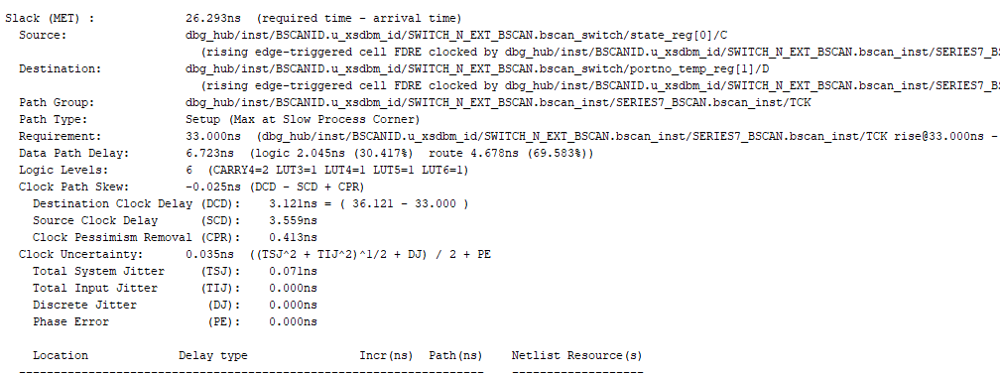 Slack (MET) :             26.293ns  (required time - arrival time)
  Source:                 dbg_hub/inst/BSCANID.u_xsdbm_id/SWITCH_N_EXT_BSCAN.bscan_switch/state_reg[0]/C
                            (rising edge-triggered cell FDRE clocked by dbg_hub/inst/BSCANID.u_xsdbm_id/SWITCH_N_EXT_BSCAN.bscan_inst/SERIES7_BS
  Destination:            dbg_hub/inst/BSCANID.u_xsdbm_id/SWITCH_N_EXT_BSCAN.bscan_switch/portno_temp_reg[1]/D
                            (rising edge-triggered cell FDRE clocked by dbg_hub/inst/BSCANID.u_xsdbm_id/SWITCH_N_EXT_BSCAN.bscan_inst/SERIES7_BS
  Path Group:             dbg_hub/inst/BSCANID.u_xsdbm_id/SWITCH_N_EXT_BSCAN.bscan_inst/SERIES7_BSCAN.bscan_inst/TCK
  Path Type:              Setup (Max at Slow Process Corner)
  Requirement:            33.000ns  (dbg_hub/inst/BSCANID.u_xsdbm_id/SWITCH_N_EXT_BSCAN.bscan_inst/SERIES7_BSCAN.bscan_inst/TCK rise@33.000ns -
  Data Path Delay:        6.723ns  (logic 2.045ns (30.417%)  route 4.678ns (69.583%))
  Logic Levels:           6  (CARRY4=2 LUT3=1 LUT4=1 LUT5=1 LUT6=1)
  Clock Path Skew:        -0.025ns (DCD - SCD + CPR)
    Destination Clock Delay (DCD):    3.121ns = ( 36.121 - 33.000 )
    Source Clock Delay      (SCD):    3.559ns
    Clock Pessimism Removal (CPR):    0.413ns
  Clock Uncertainty:      0.035ns  ((TSJ^2 + TIJ^2)^1/2 + DJ) / 2 + PE
    Total System Jitter     (TSJ):    0.071ns
    Total Input Jitter      (TIJ):    0.000ns
    Discrete Jitter          (DJ):    0.000ns
    Phase Error              (PE):    0.000ns
    Location             Delay type                Incr(ns)  Path(ns)    Netlist Resource(s)